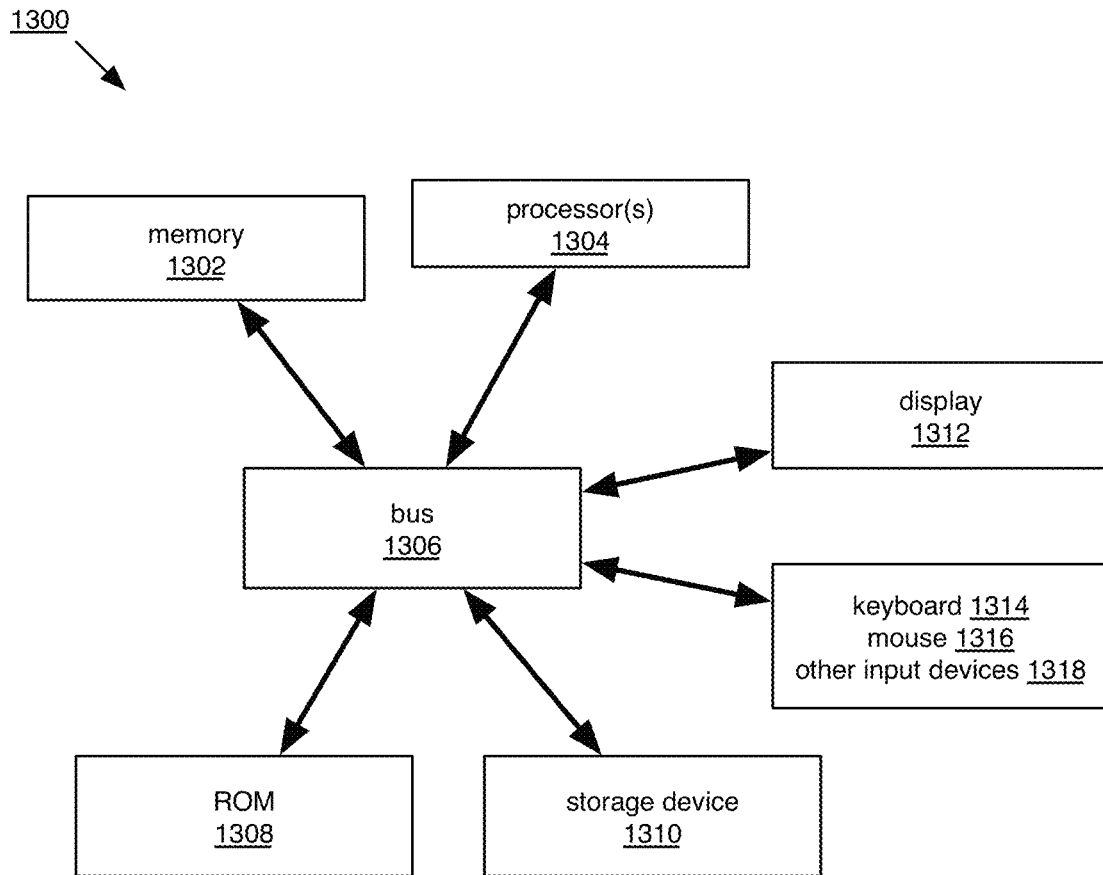 1300
memory
1302
processor(s)
1304
display
1312
bus
1306
keyboard 1314
mouse 1316
other input devices 1318
ROM
1308
storage device
1310